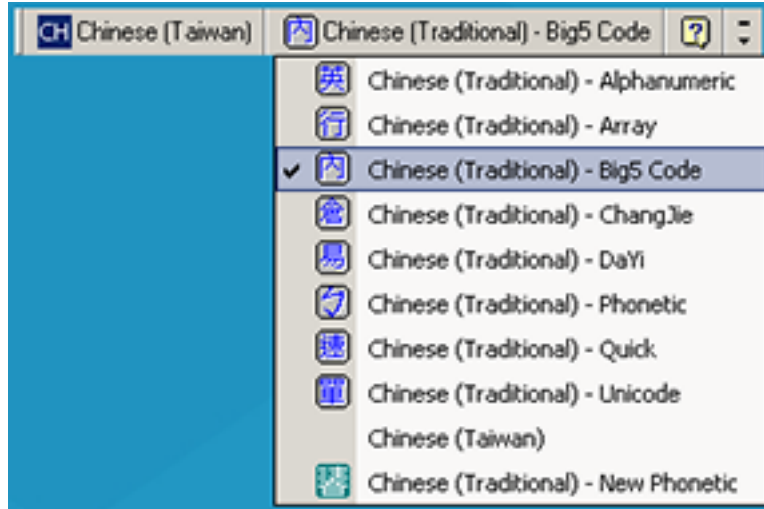 CH Chinese (Taiwan) 內 Chinese (Traditional) - Big5 Code ?
英 Chinese (Traditional) - Alphanumeric
行 Chinese (Traditional) - Array
內 Chinese (Traditional) - Big5 Code
倉 Chinese (Traditional) - ChangJie
易 Chinese (Traditional) - DaYi
ㄅ Chinese (Traditional) - Phonetic
速 Chinese (Traditional) - Quick
Chinese (Traditional) - Unicode
Chinese (Taiwan)
Chinese (Traditional) - New Phonetic